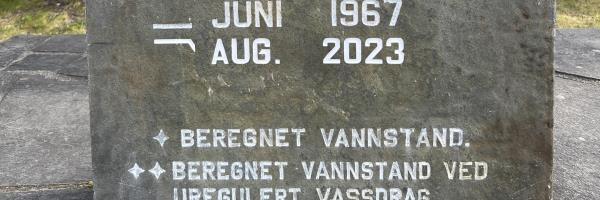 JUNI 1967
AUG. 2023
✦ BEREGNET VANNSTAND.
✦✦ BEREGNET VANNSTAND VED
UREGULERT VASSDRAG